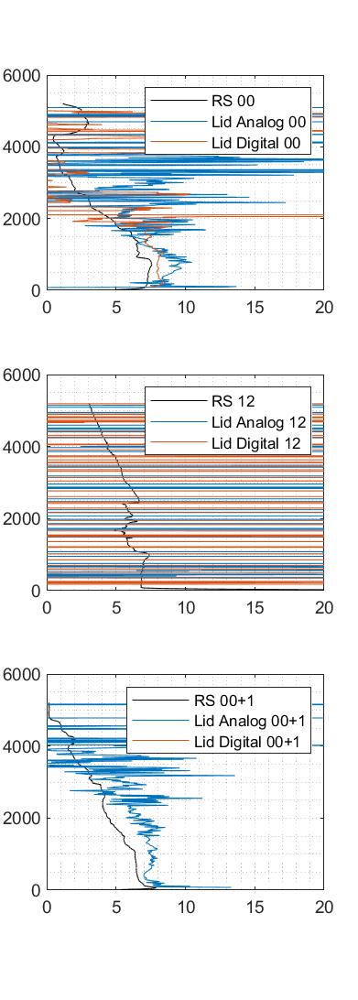 6000
RS 00
Lid Analog 00
Lid Digital 00
4000
2000
0
0 5 10 15 20
6000
RS 12
Lid Analog 12
Lid Digital 12
4000
2000
0
0 5 10 15 20
6000
RS 00+1
Lid Analog 00+1
Lid Digital 00+1
4000
2000
0
0 5 10 15 20